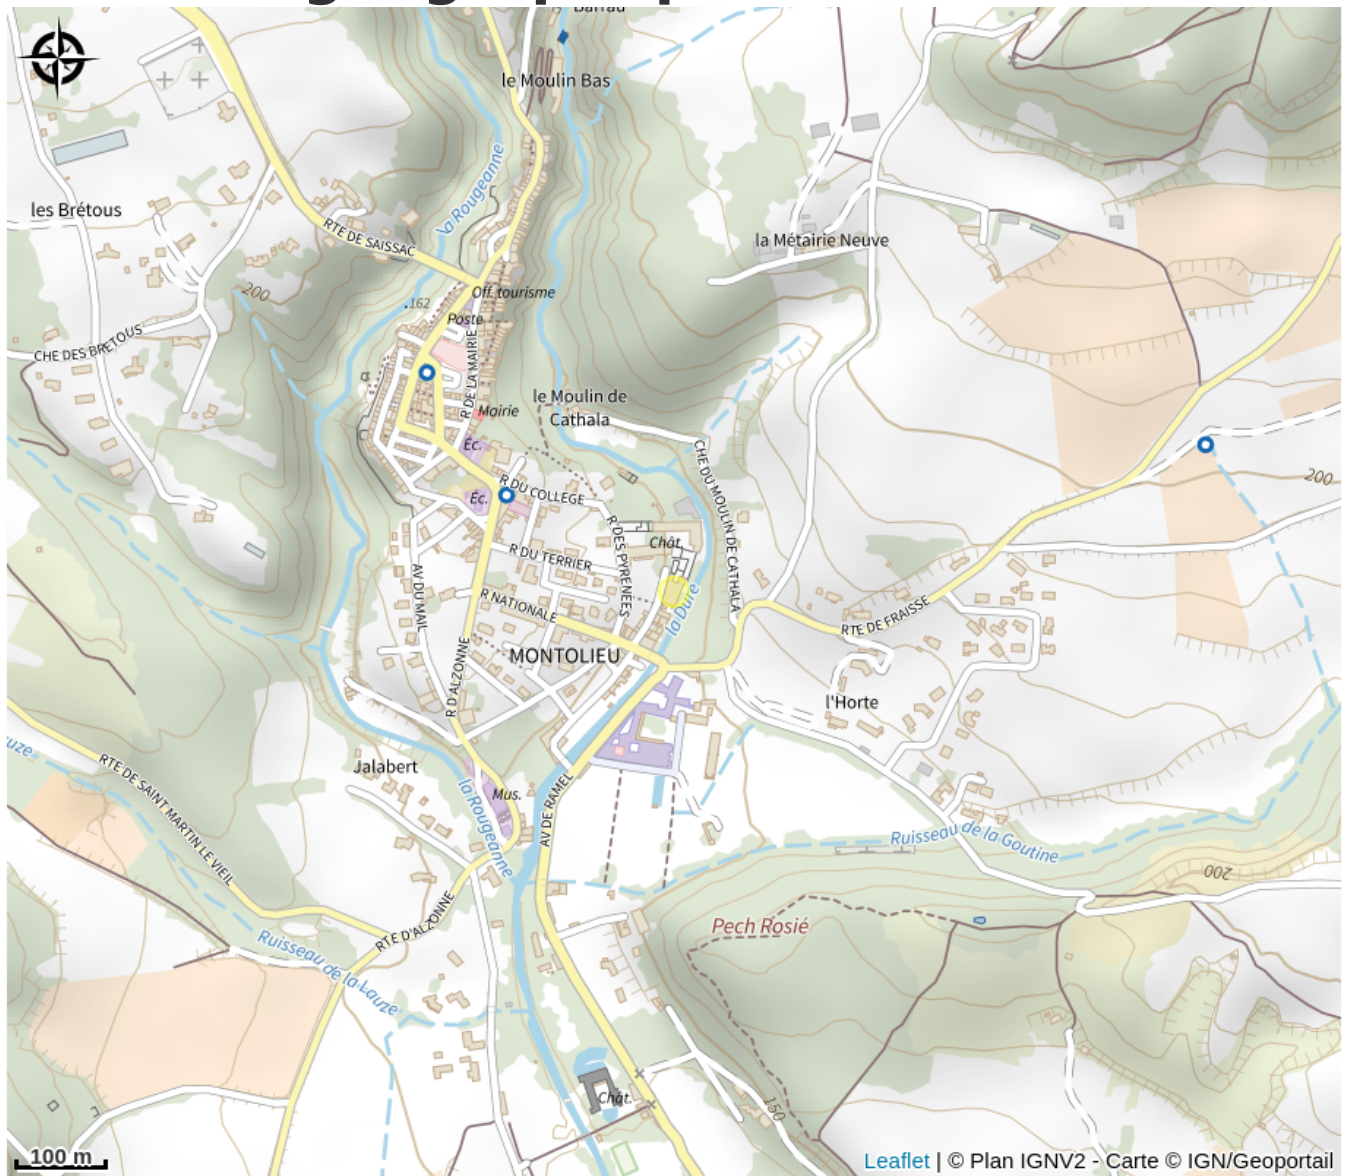 Barrau
le Moulin Bas
la Rougeanne
les Brétous
RTE DE SAISSAC
la Métairie Neuve
200
Off. tourisme
.162
Poste
CHE DES BRETOUS
R DE LA MAIRIE
le Moulin de
Cathala
Mairie
Éc.
CHE DU MOULIN DE CATHALA
200
Éc.
R DU COLLEGE
R DES PYRENEES
Chât.
R DU TERRIER
AV DU MAIL
R NATIONALE
la Dure
RTE DE FRAISSE
MONTOLIEU
R D'ALZONNE
l'Horte
uze
Jalabert
RTE DE SAINT MARTIN LE VIEIL
la Rougeanne
Mus.
AV DE RAMEL
Ruisseau de la Goutine
200
RTE D'ALZONNE
Pech Rosié
Ruisseau de la Lauze
Chât.
150
100 m
Leaflet | © Plan IGNV2 - Carte © IGN/Geoportail